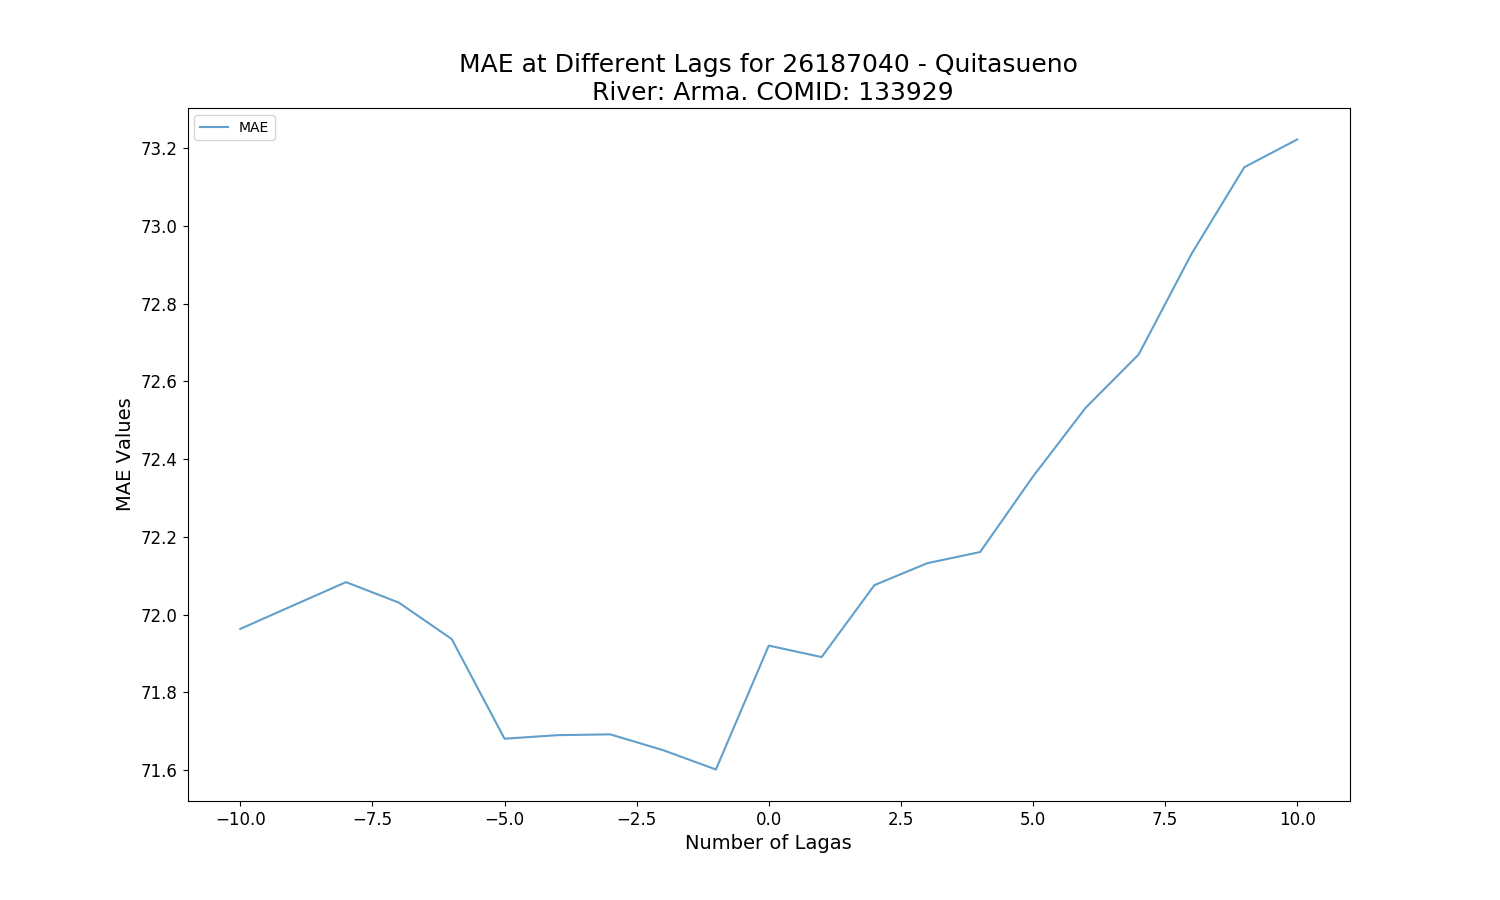 MAE at Different Lags for 26187040 - Quitasueno
River: Arma. COMID: 133929
MAE
73.2
73.0
72.8
72.6
72.4
72.2
72.0
71.8
71.6
MAE Values
−10.0 −7.5 −5.0 −2.5 0.0 2.5 5.0 7.5 10.0
Number of Lagas